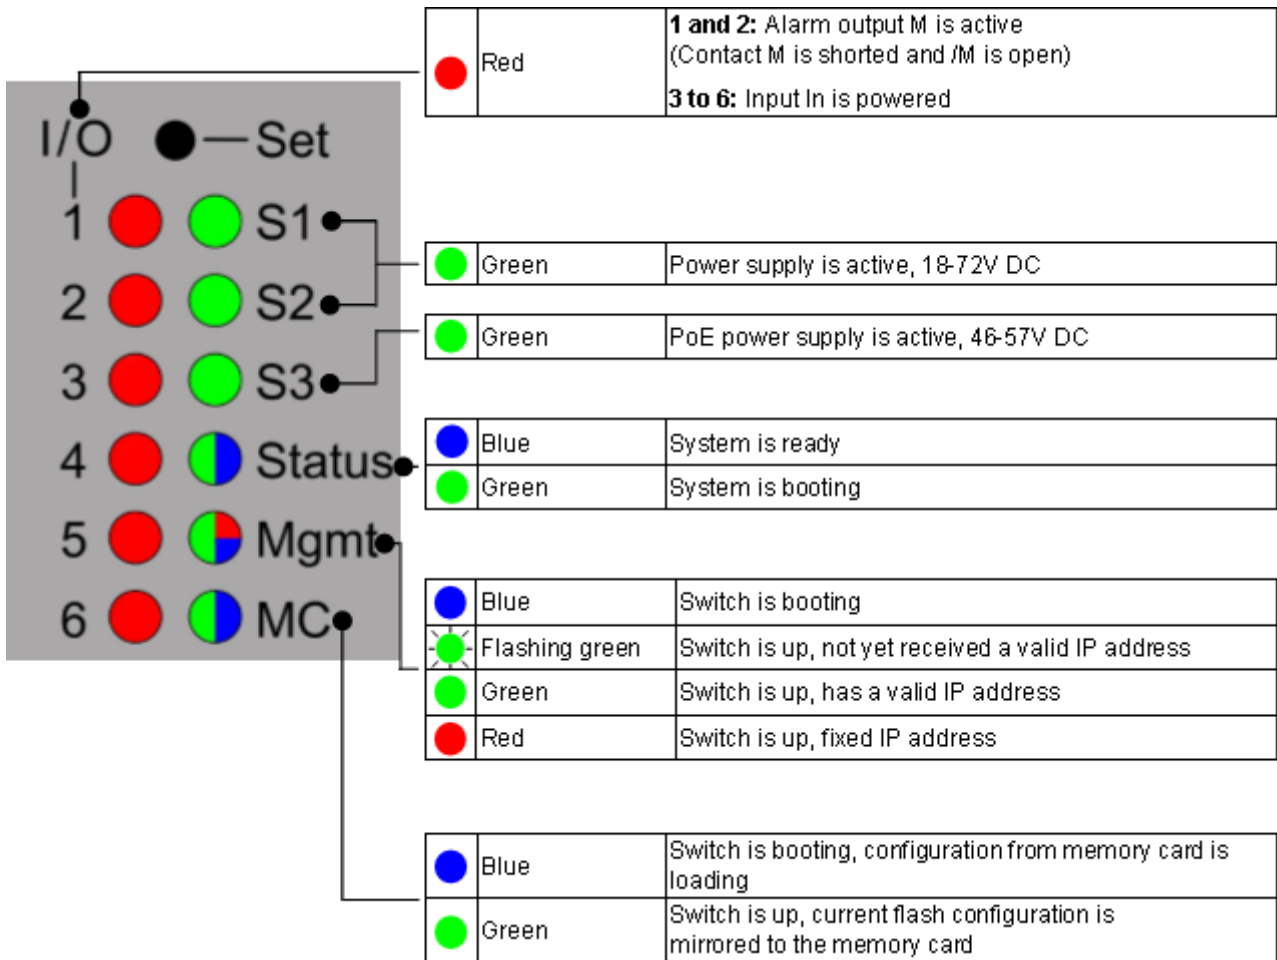 I/O Set
1 S1
2 S2
3 S3
4 Status
5 Mgmt
6 MC
Red 1 and 2: Alarm output M is active
(Contact M is shorted and /M is open)
3 to 6: Input In is powered
Green Power supply is active, 18-72V DC
Green PoE power supply is active, 46-57V DC
Blue System is ready
Green System is booting
Blue Switch is booting
Flashing green Switch is up, not yet received a valid IP address
Green Switch is up, has a valid IP address
Red Switch is up, fixed IP address
Blue Switch is booting, configuration from memory card is
loading
Green Switch is up, current flash configuration is
mirrored to the memory card